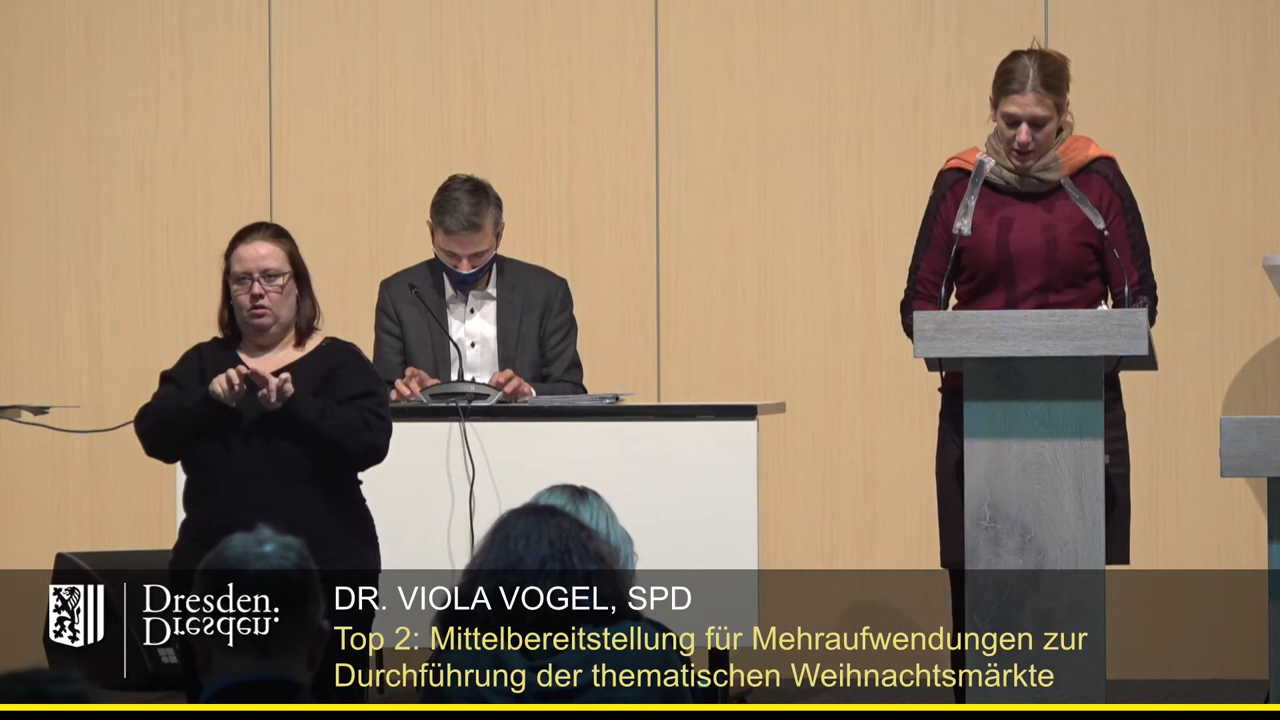 Dresden.
Dresden.
DR. VIOLA VOGEL, SPD
Top 2: Mittelbereitstellung für Mehraufwendungen zur
Durchführung der thematischen Weihnachtsmärkte